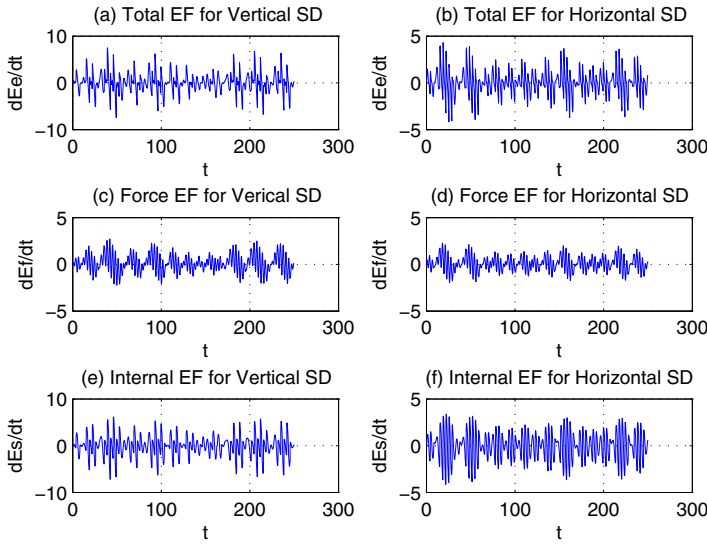 (a) Total EF for Vertical SD
10
0
−10
dEe/dt
0 100 200 300
t
(b) Total EF for Horizontal SD
5
0
−5
dEe/dt
0 100 200 300
t
(c) Force EF for Verical SD
5
0
−5
dEf/dt
0 100 200 300
t
(d) Force EF for Horizontal SD
5
0
−5
dEf/dt
0 100 200 300
t
(e) Internal EF for Vertical SD
10
0
−10
dEs/dt
0 100 200 300
t
(f) Internal EF for Horizontal SD
5
0
−5
dEs/dt
0 100 200 300
t